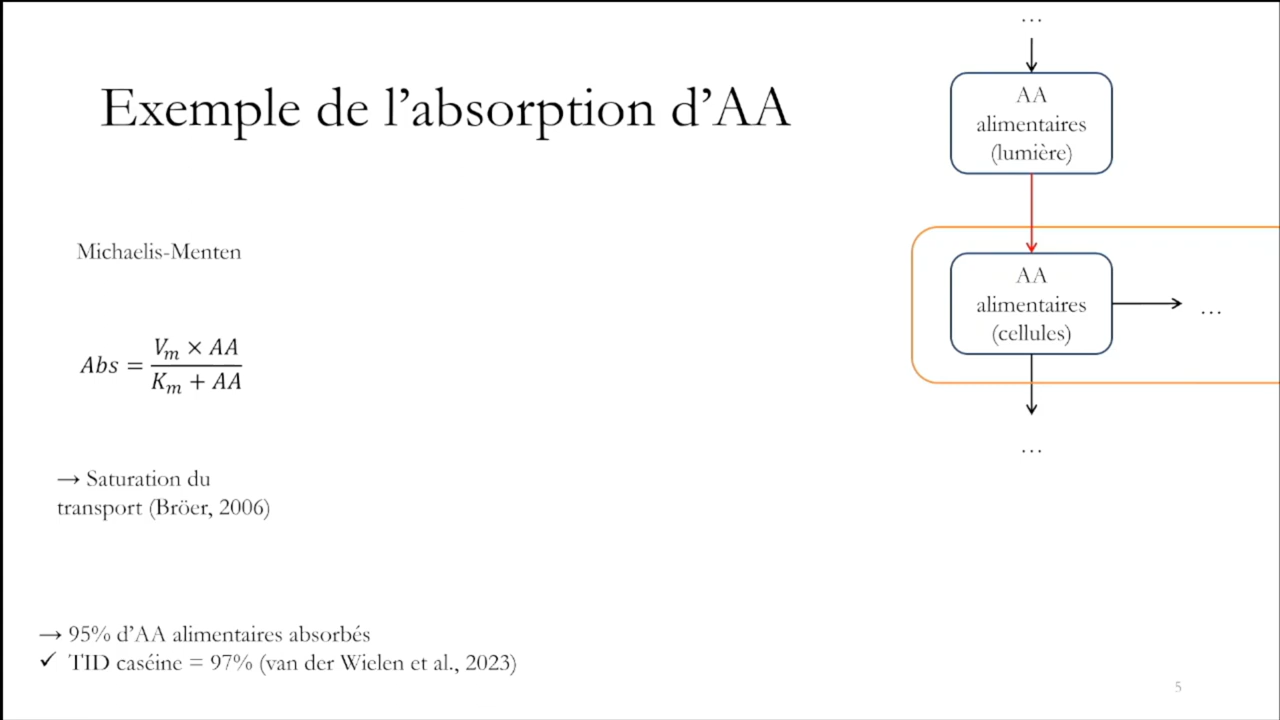 Exemple de l’absorption d’AA
Michaelis-Menten
Abs = \frac{V_m × AA}{K_m + AA}
→ Saturation du
transport (Bröer, 2006)
→ 95% d’AA alimentaires absorbés
✓ TID caséine = 97% (van der Wielen et al., 2023)
…
AA
alimentaires
(lumière)
AA
alimentaires
(cellules)
…
…
5